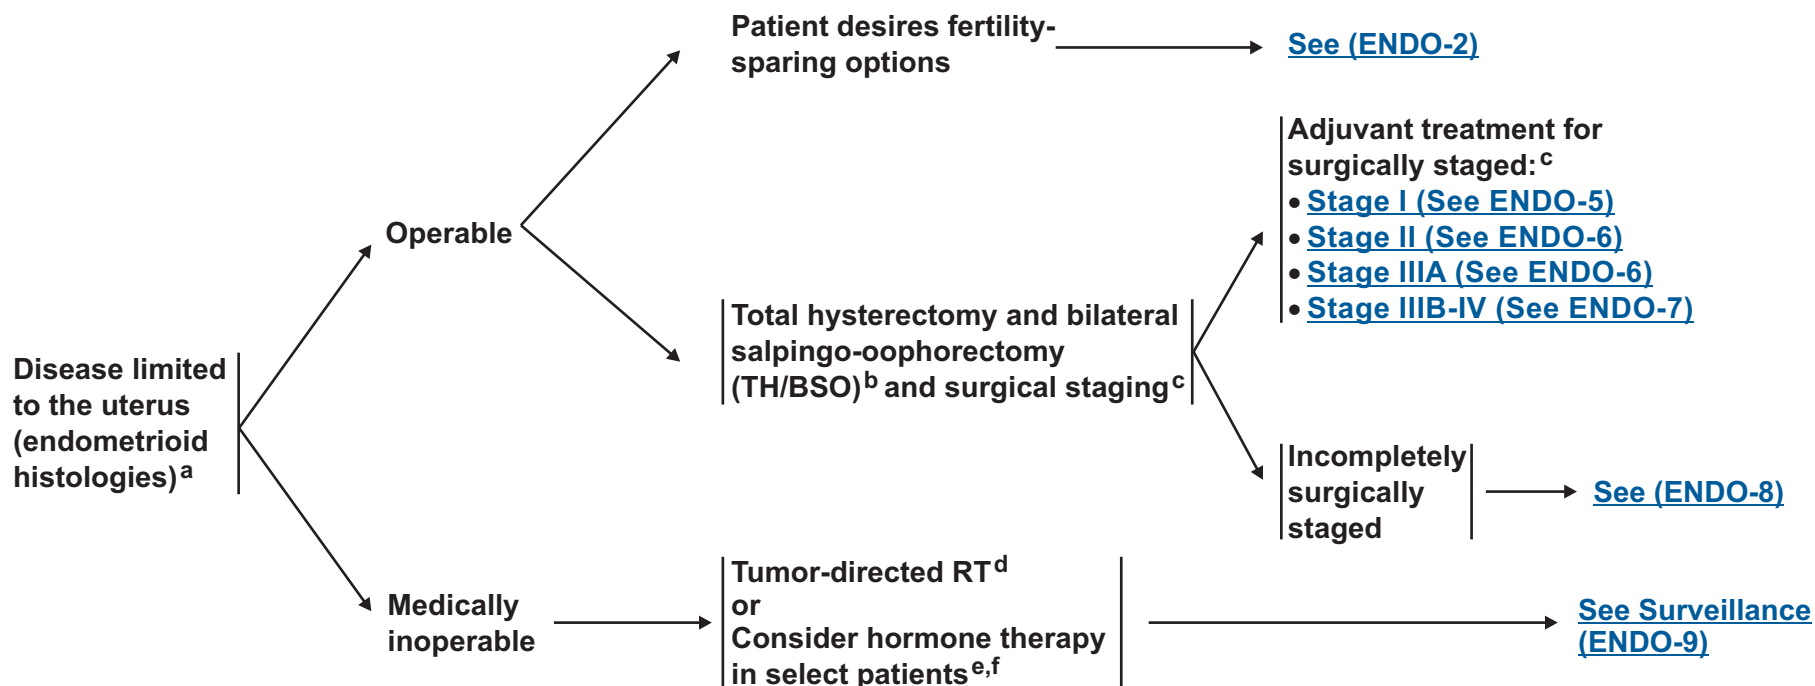 Patient desires fertility-
sparing options
See (ENDO-2)
Adjuvant treatment for
surgically staged:c
• Stage I (See ENDO-5)
• Stage II (See ENDO-6)
• Stage IIIA (See ENDO-6)
• Stage IIIB-IV (See ENDO-7)
Operable
Total hysterectomy and bilateral
salpingo-oophorectomy
(TH/BSO)b and surgical stagingc
Disease limited
to the uterus
(endometrioid
histologies)a
Incompletely
surgically
staged
See (ENDO-8)
Medically
inoperable
Tumor-directed RTd
or
Consider hormone therapy
in select patientse,f
See Surveillance
(ENDO-9)